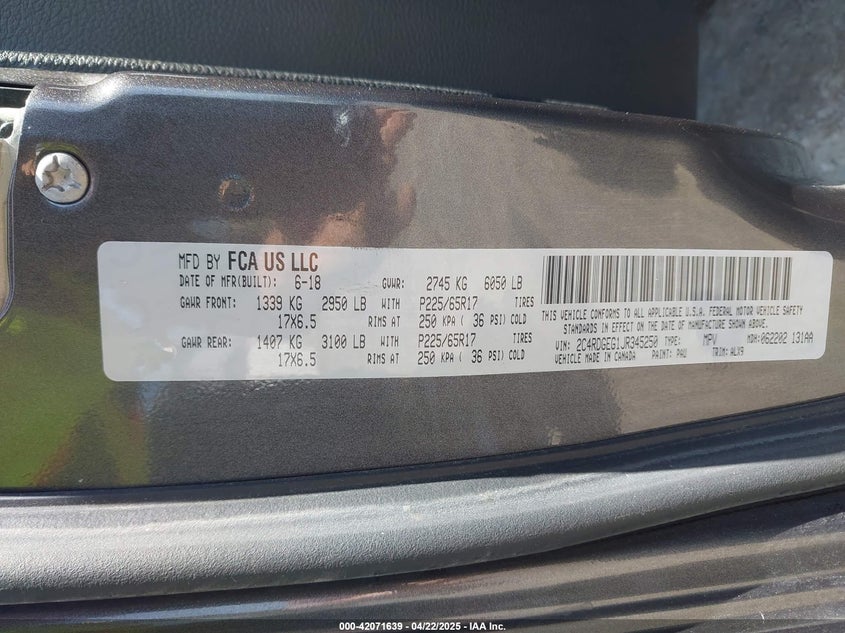 MFD BY FCA US LLC
DATE OF MFR(BUILT): 6-18 GVWR: 2745 KG 6050 LB
GAWR FRONT: 1339 KG 2950 LB WITH P225/65R17 TIRES
17X6.5 RIMS AT 250 KPA ( 36 PSI) COLD
GAWR REAR: 1407 KG 3100 LB WITH P225/65R17 TIRES
17X6.5 RIMS AT 250 KPA ( 36 PSI) COLD
THIS VEHICLE CONFORMS TO ALL APPLICABLE U.S.A. FEDERAL MOTOR VEHICLE SAFETY
STANDARDS IN EFFECT ON THE DATE OF MANUFACTURE SHOWN ABOVE.
VIN: 2C4RDGEG1JR345250 TYPE: MPV MDH: 062202 131AA
VEHICLE MADE IN CANADA PAINT: PAU TRIM: ALX9
000-42071639 / 04/22/2025 - IAA Inc.